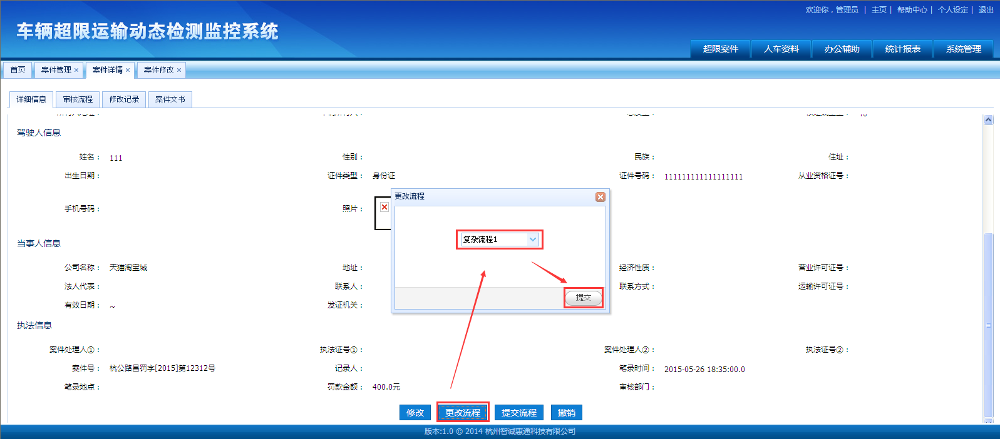 欢迎你，管理员 | 主页 | 帮助中心 | 个人设定 | 退出
车辆超限运输动态检测监控系统
超限案件 人车资料 办公辅助 统计报表 系统管理
首页 案件管理 × 案件详情 × 案件修改 ×
详细信息 审核流程 修改记录 案件文书
驾驶人信息
姓名： 111 性别： 民族： 住址：
出生日期： 证件类型： 身份证 证件号码： 111111111111111111 从业资格证号：
手机号码： 照片：
更改流程
复杂流程1
提交
当事人信息
公司名称： 天猫淘宝城 地址： 经济性质： 营业许可证号：
法人代表： 联系人： 联系方式： 运输许可证号：
有效日期： ~ 发证机关：
执法信息
案件处理人①： 执法证号①： 案件处理人②： 执法证号②：
案件号： 杭公路昌罚字[2015]第12312号 记录人： 笔录时间： 2015-05-26 18:35:00.0
笔录地点： 罚款金额： 400.0元 审核部门：
修改 更改流程 提交流程 撤销
版本:1.0 © 2014 杭州智诚惠通科技有限公司